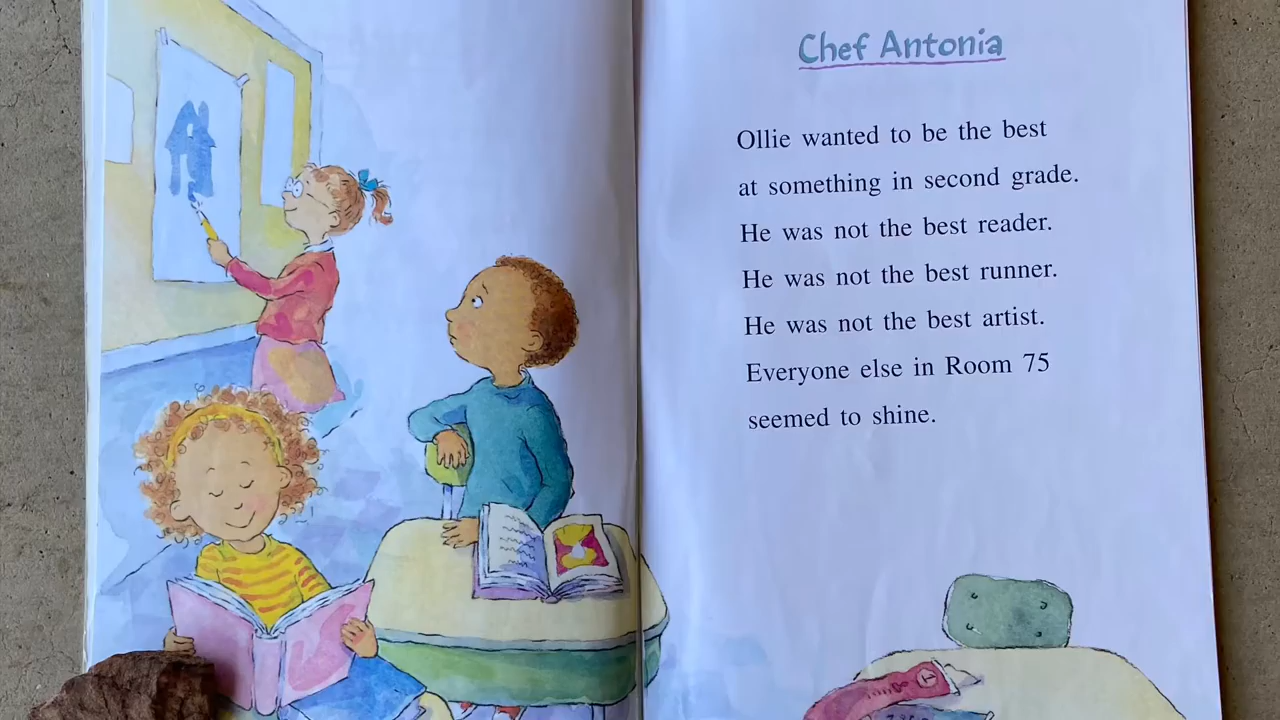 Chef Antonia
Ollie wanted to be the best
at something in second grade.
He was not the best reader.
He was not the best runner.
He was not the best artist.
Everyone else in Room 75
seemed to shine.